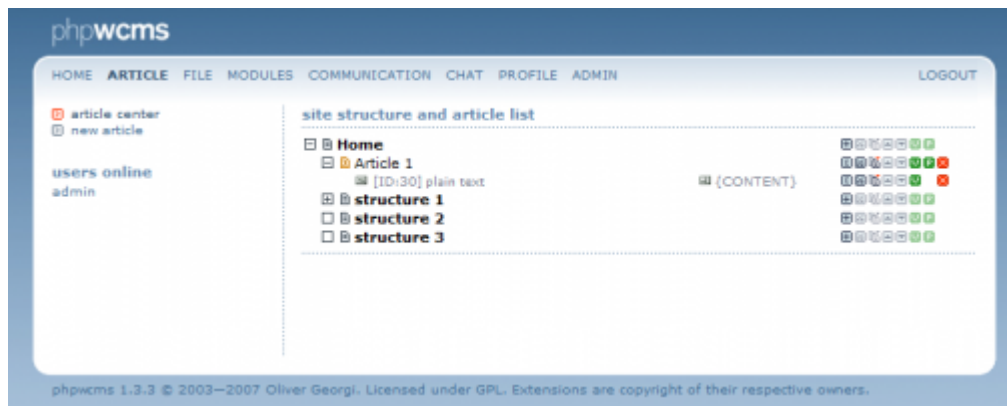 phpwcms
HOME ARTICLE FILE MODULES COMMUNICATION CHAT PROFILE ADMIN LOGOUT
article center
new article
users online
admin
site structure and article list
Home
Article 1
[ID:30] plain text {CONTENT}
structure 1
structure 2
structure 3
phpwcms 1.3.3 © 2003—2007 Oliver Georgi. Licensed under GPL. Extensions are copyright of their respective owners.